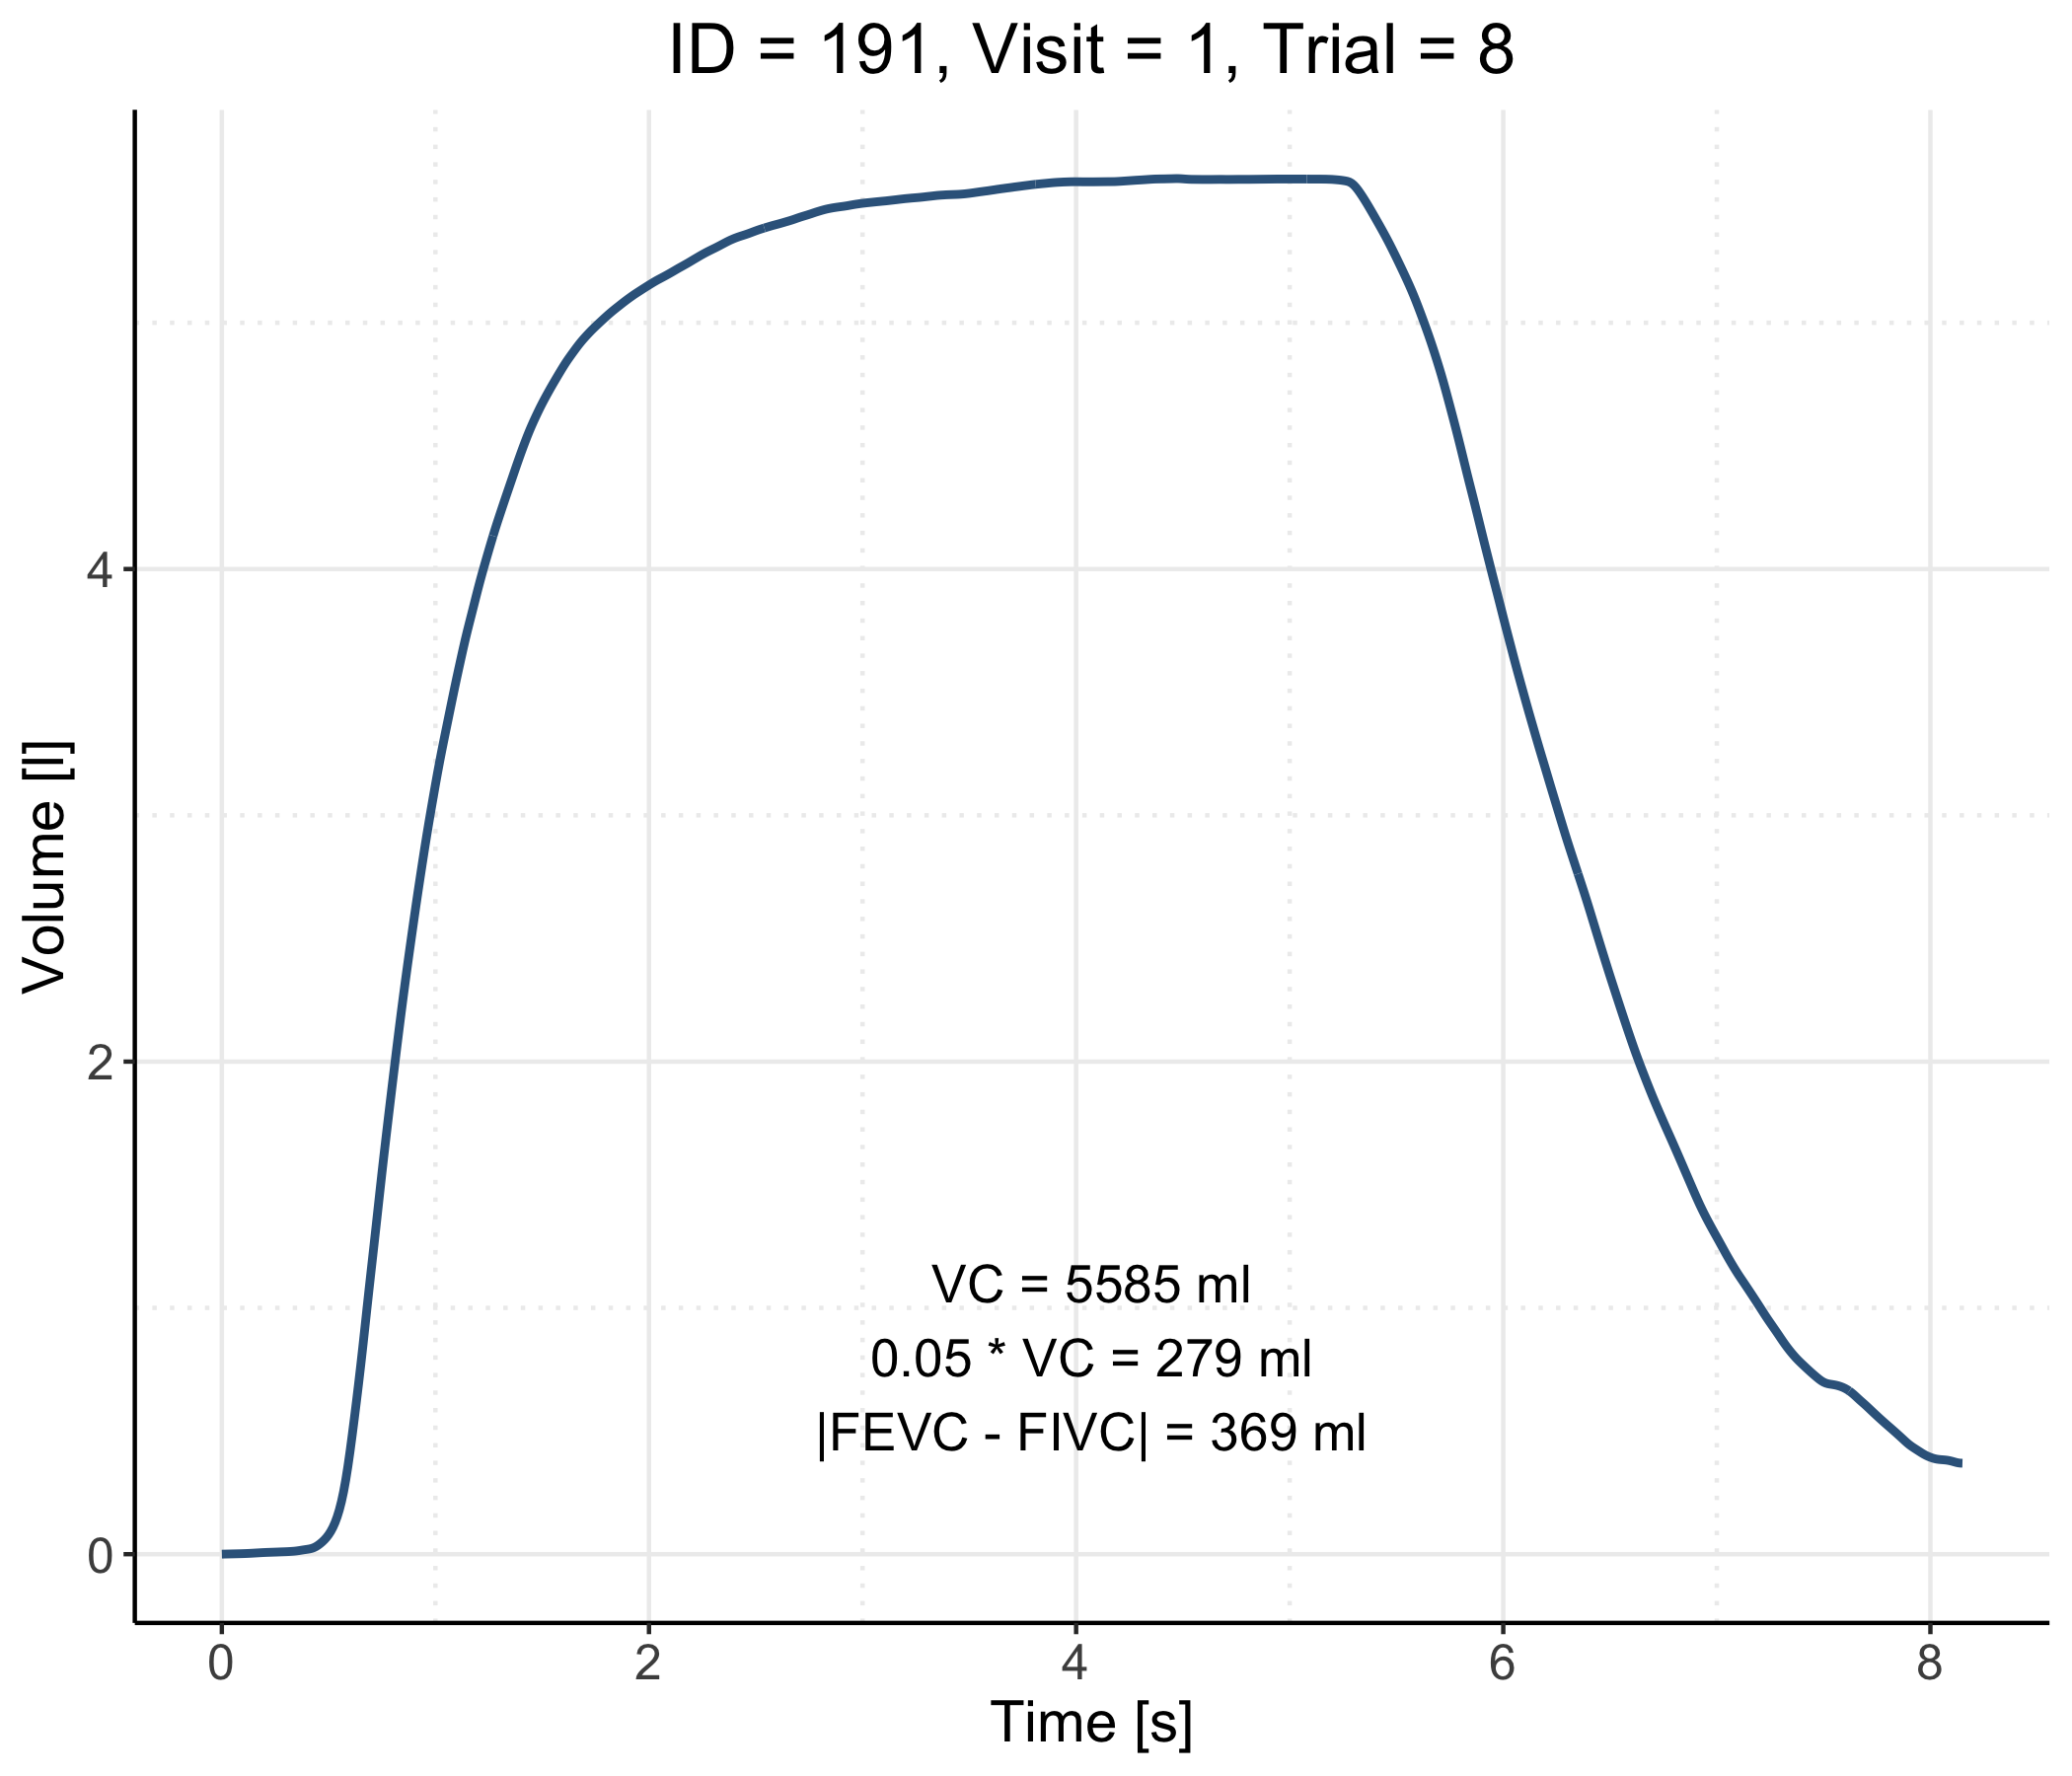 ID = 191, Visit = 1, Trial = 8
Volume [l]
4
2
0
VC = 5585 ml
0.05 * VC = 279 ml
|FEVC - FIVC| = 369 ml
0 2 4 6 8
Time [s]